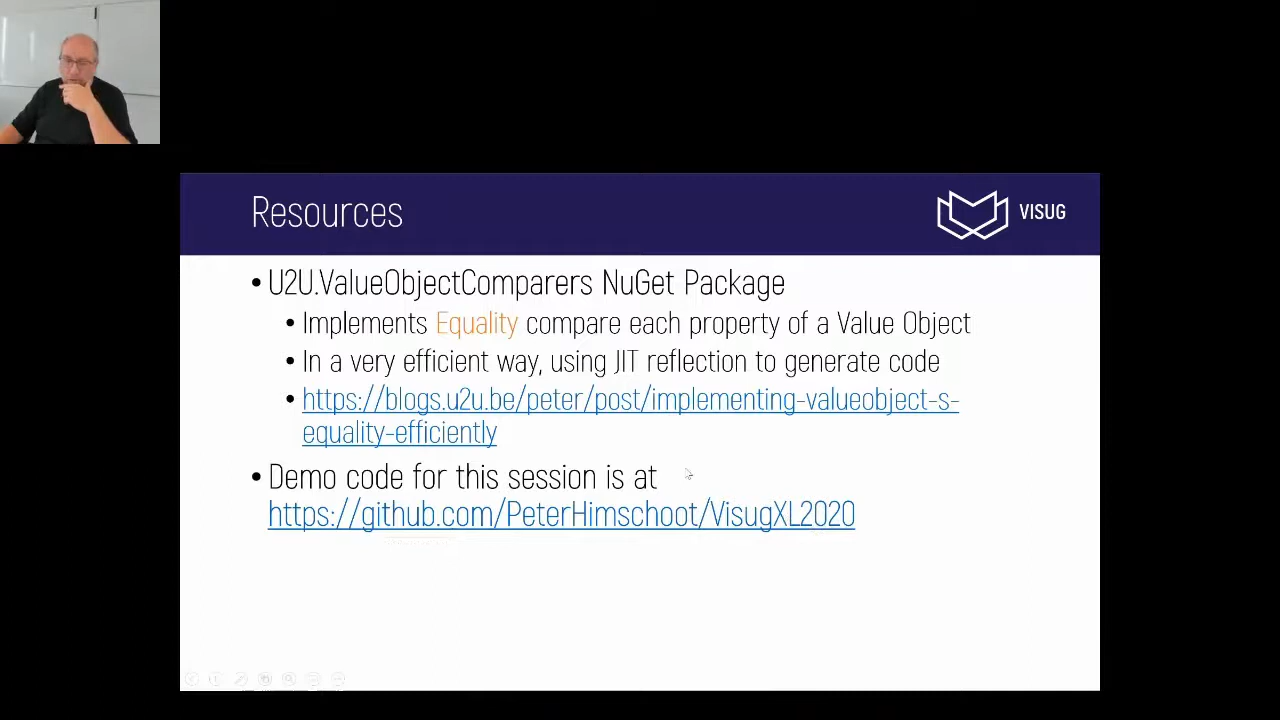 Resources
VISUG
• U2U.ValueObjectComparers NuGet Package
• Implements Equality compare each property of a Value Object
• In a very efficient way, using JIT reflection to generate code
• https://blogs.u2u.be/peter/post/implementing-valueobject-s-
equality-efficiently
• Demo code for this session is at
https://github.com/PeterHimschoot/VisugXL2020